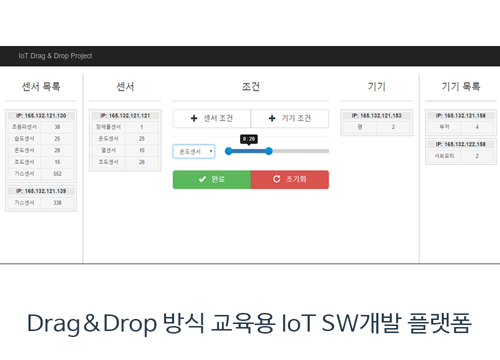 IoT Drag & Drop Project
센서 목록
IP: 165.132.121.130
초음파센서 38
습도센서 25
온도센서 28
조도센서 15
가스센서 552
IP: 165.132.121.139
가스센서 338
센서
IP: 165.132.121.121
장애물센서 1
온도센서 25
열센서 10
조도센서 28
조건
+ 센서 조건
+ 기기 조건
온도센서
0 : 20
완료
초기화
기기
IP: 165.132.121.153
팬 2
기기 목록
IP: 165.132.121.158
부저 4
IP: 165.132.122.158
서보모터 2
Drag&Drop 방식 교육용 IoT SW개발 플랫폼